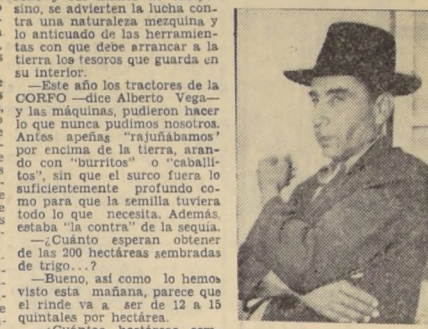 sino, se advierten la lucha con-
tra una naturaleza mezquina y
lo anticuado de las herramien-
tas con que debe arrancar a la
tierra los tesoros que guarda en
su interior.
—Este año los tractores de la
CORFO —dice Alberto Vega—
y las máquinas, pudieron hacer
lo que nunca pudimos nosotros.
Antes apeñas "rajuñábamos'
por encima de la tierra, aran-
do con "burritos" o "caballi-
tos", sin que el surco fuera lo
suficientemente profundo co-
mo para que la semilla tuviera
todo lo que necesita. Además,
estaba "la contra" de la sequía.
—¿Cuánto esperan obtener
de las 200 hectáreas sembradas
de trigo...?
—Bueno, así como lo hemos
visto esta mañana, parece que
el rinde va a ser de 12 a 15
quintales por hectárea.